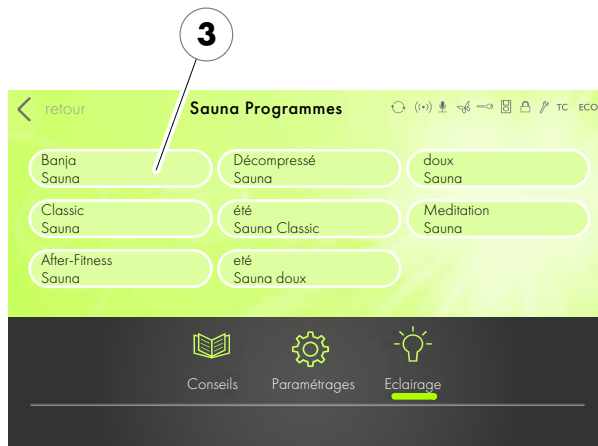 3
retour
Sauna Programmes
TC ECO
Banja
Sauna
Décompressé
Sauna
doux
Sauna
Classic
Sauna
été
Sauna Classic
Meditation
Sauna
After-Fitness
Sauna
eté
Sauna doux
Conseils
Paramétrages
Eclairage